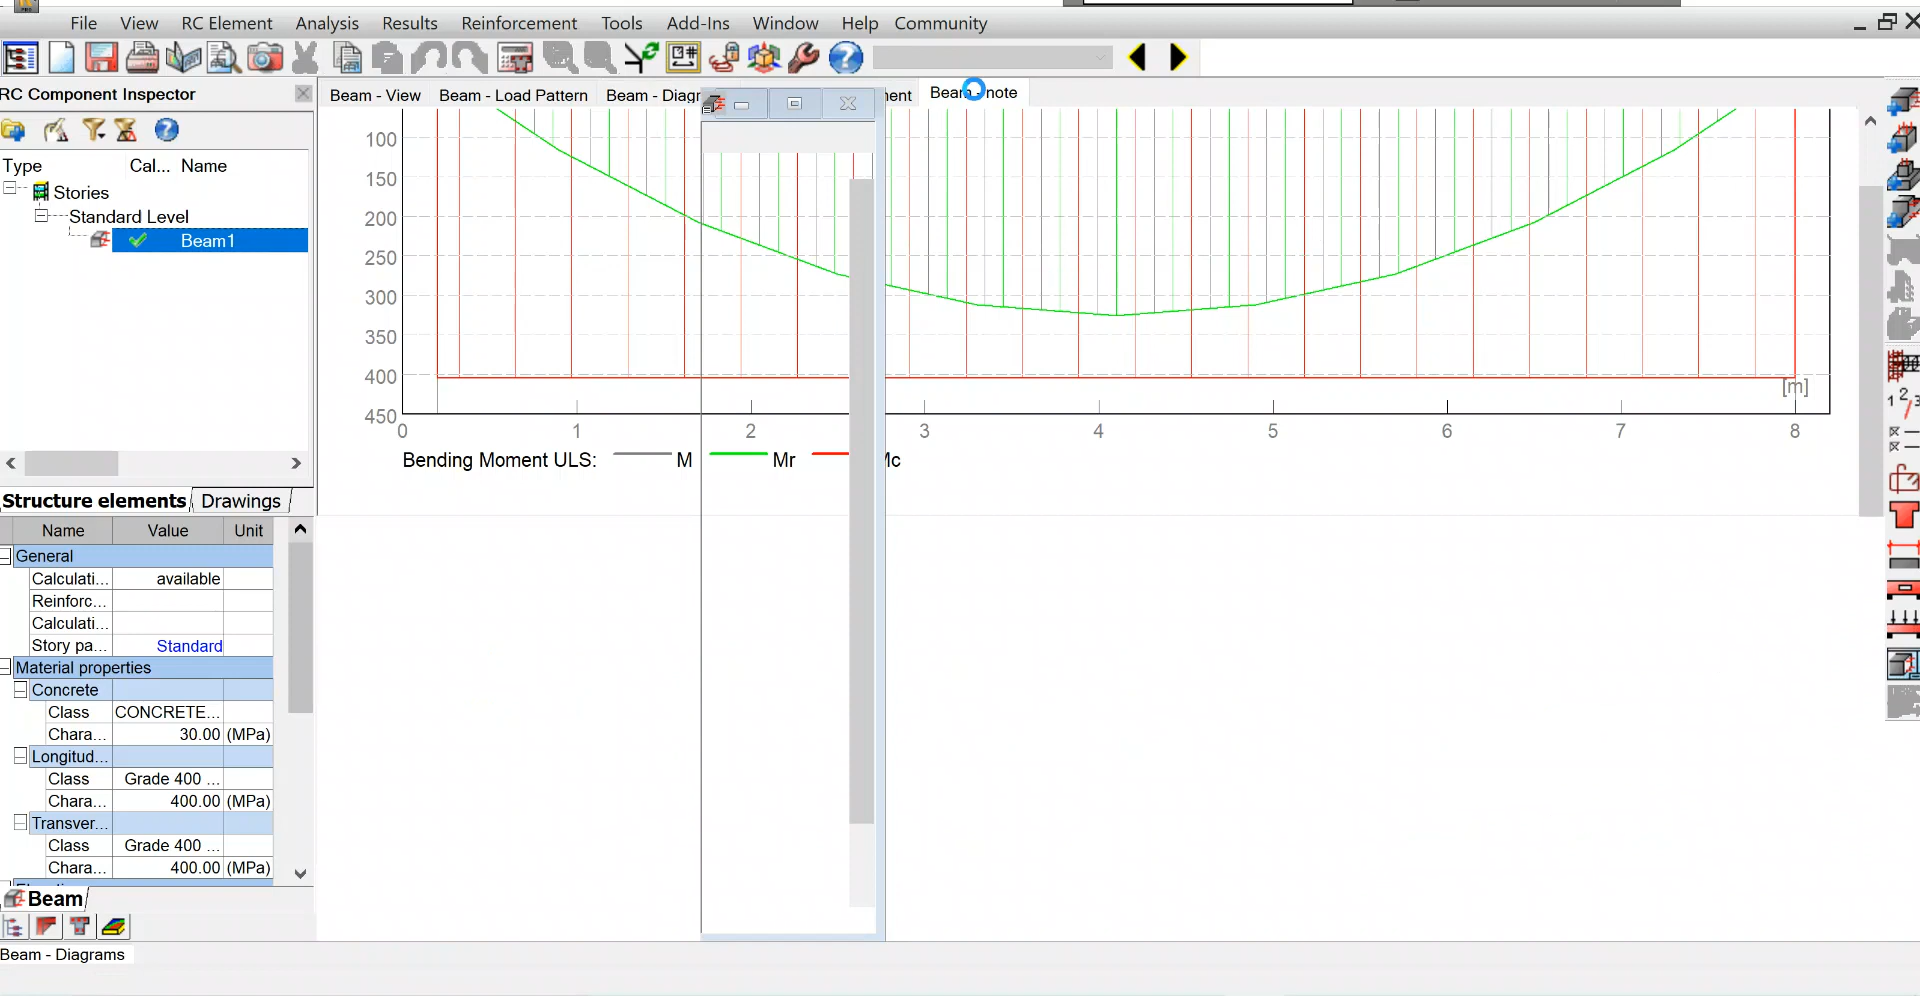 File View RC Element Analysis Results Reinforcement Tools Add-Ins Window Help Community
RC Component Inspector
Type Cal... Name
Stories
Standard Level
Beam1
Structure elements Drawings
Name Value Unit
General
Calculati... available
Reinforc...
Calculati...
Story pa... Standard
Material properties
Concrete
Class CONCRETE...
Chara... 30.00 (MPa)
Longitud...
Class Grade 400 ...
Chara... 400.00 (MPa)
Transver...
Class Grade 400 ...
Chara... 400.00 (MPa)
Beam
Beam - Diagrams
Beam - View Beam - Load Pattern Beam - Diagr ment Beam - note
100
150
200
250
300
350
400
450
[m]
0 1 2 3 4 5 6 7 8
Bending Moment ULS: M Mr Mc